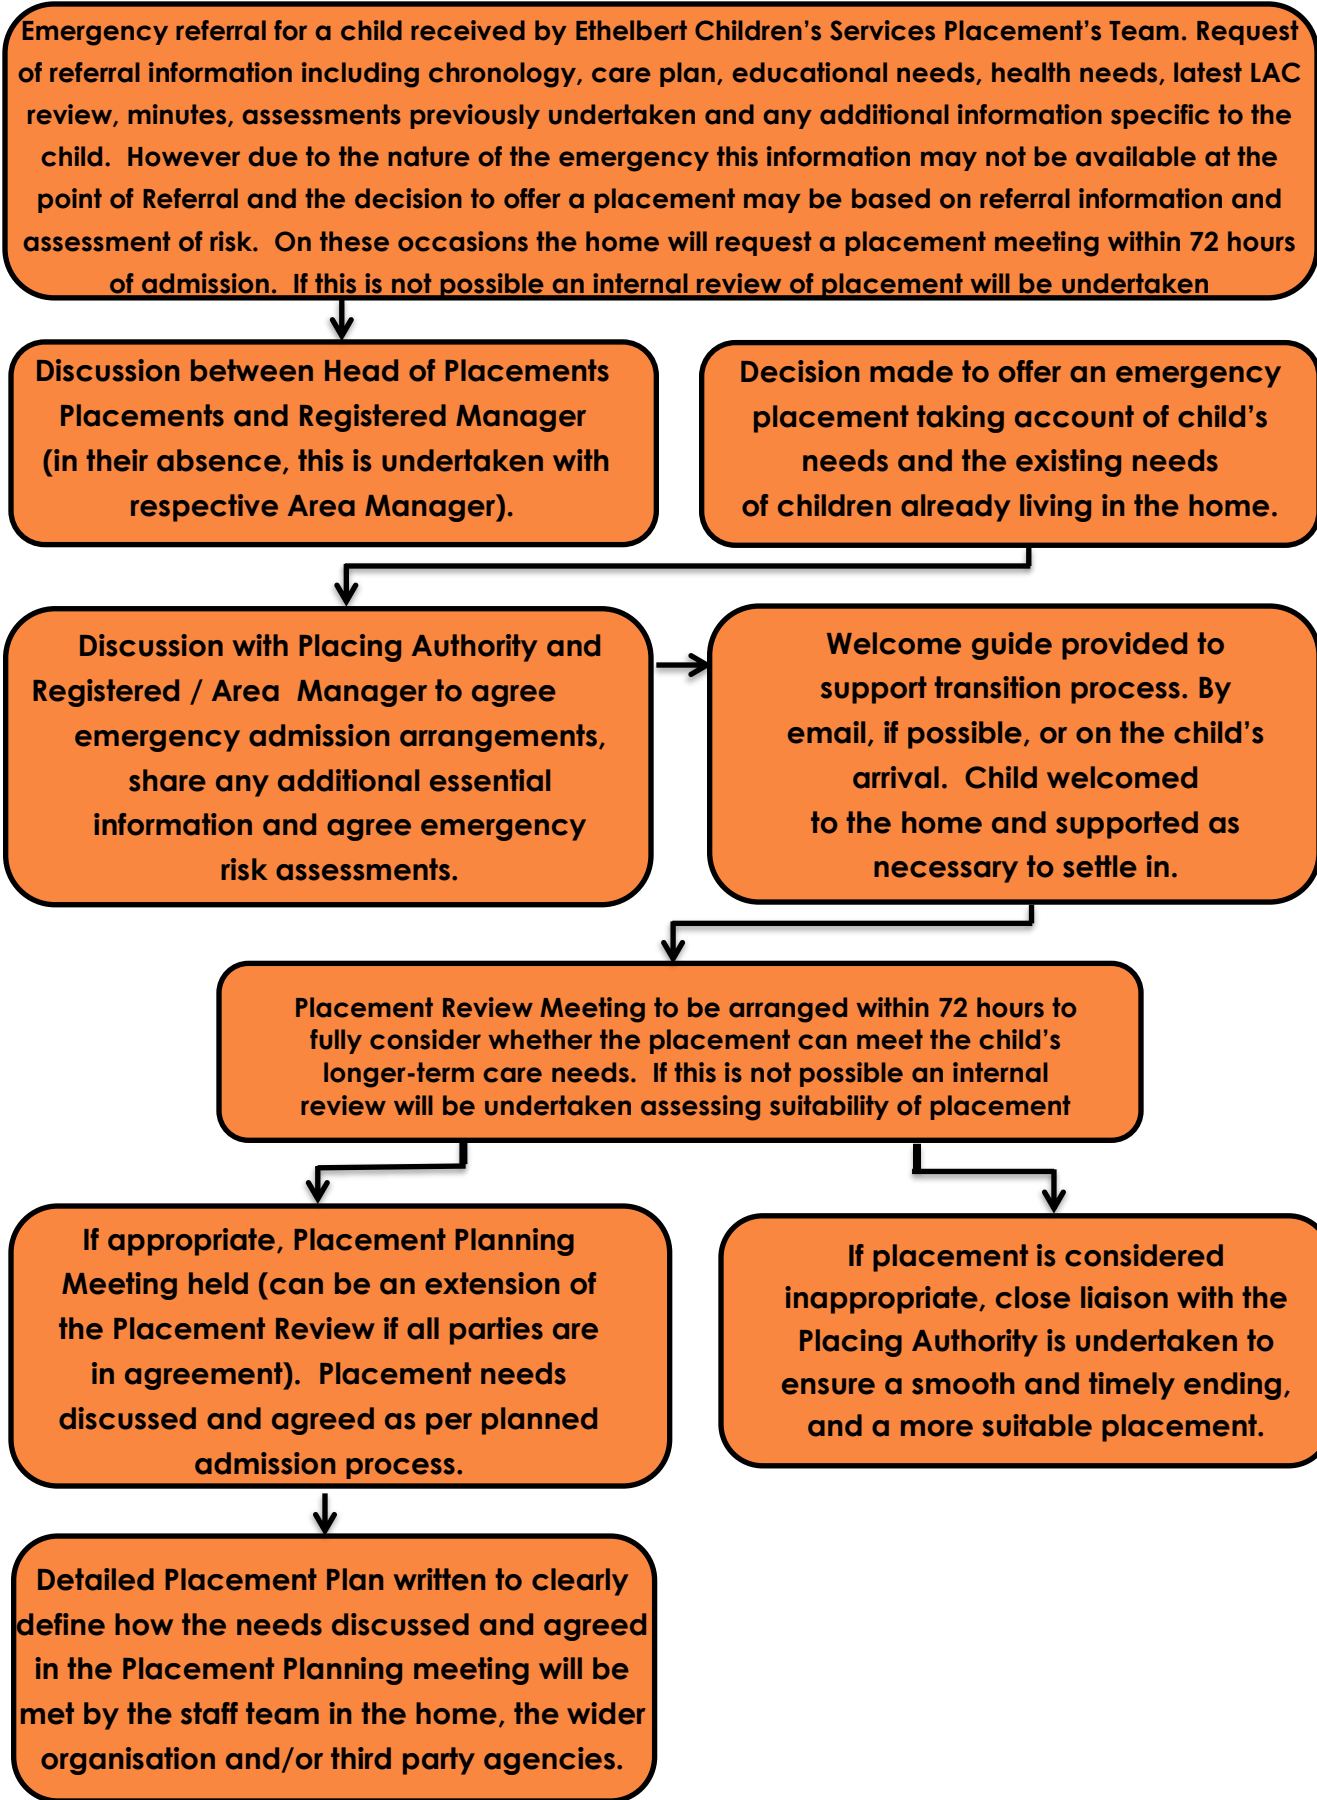 Emergency referral for a child received by Ethelbert Children’s Services Placement’s Team. Request
of referral information including chronology, care plan, educational needs, health needs, latest LAC
review, minutes, assessments previously undertaken and any additional information specific to the
child. However due to the nature of the emergency this information may not be available at the
point of Referral and the decision to offer a placement may be based on referral information and
assessment of risk. On these occasions the home will request a placement meeting within 72 hours
of admission. If this is not possible an internal review of placement will be undertaken
Discussion between Head of Placements
Placements and Registered Manager
(in their absence, this is undertaken with
respective Area Manager).
Decision made to offer an emergency
placement taking account of child’s
needs and the existing needs
of children already living in the home.
Discussion with Placing Authority and
Registered / Area Manager to agree
emergency admission arrangements,
share any additional essential
information and agree emergency
risk assessments.
Welcome guide provided to
support transition process. By
email, if possible, or on the child’s
arrival. Child welcomed
to the home and supported as
necessary to settle in.
Placement Review Meeting to be arranged within 72 hours to
fully consider whether the placement can meet the child’s
longer-term care needs. If this is not possible an internal
review will be undertaken assessing suitability of placement
If appropriate, Placement Planning
Meeting held (can be an extension of
the Placement Review if all parties are
in agreement). Placement needs
discussed and agreed as per planned
admission process.
If placement is considered
inappropriate, close liaison with the
Placing Authority is undertaken to
ensure a smooth and timely ending,
and a more suitable placement.
Detailed Placement Plan written to clearly
define how the needs discussed and agreed
in the Placement Planning meeting will be
met by the staff team in the home, the wider
organisation and/or third party agencies.